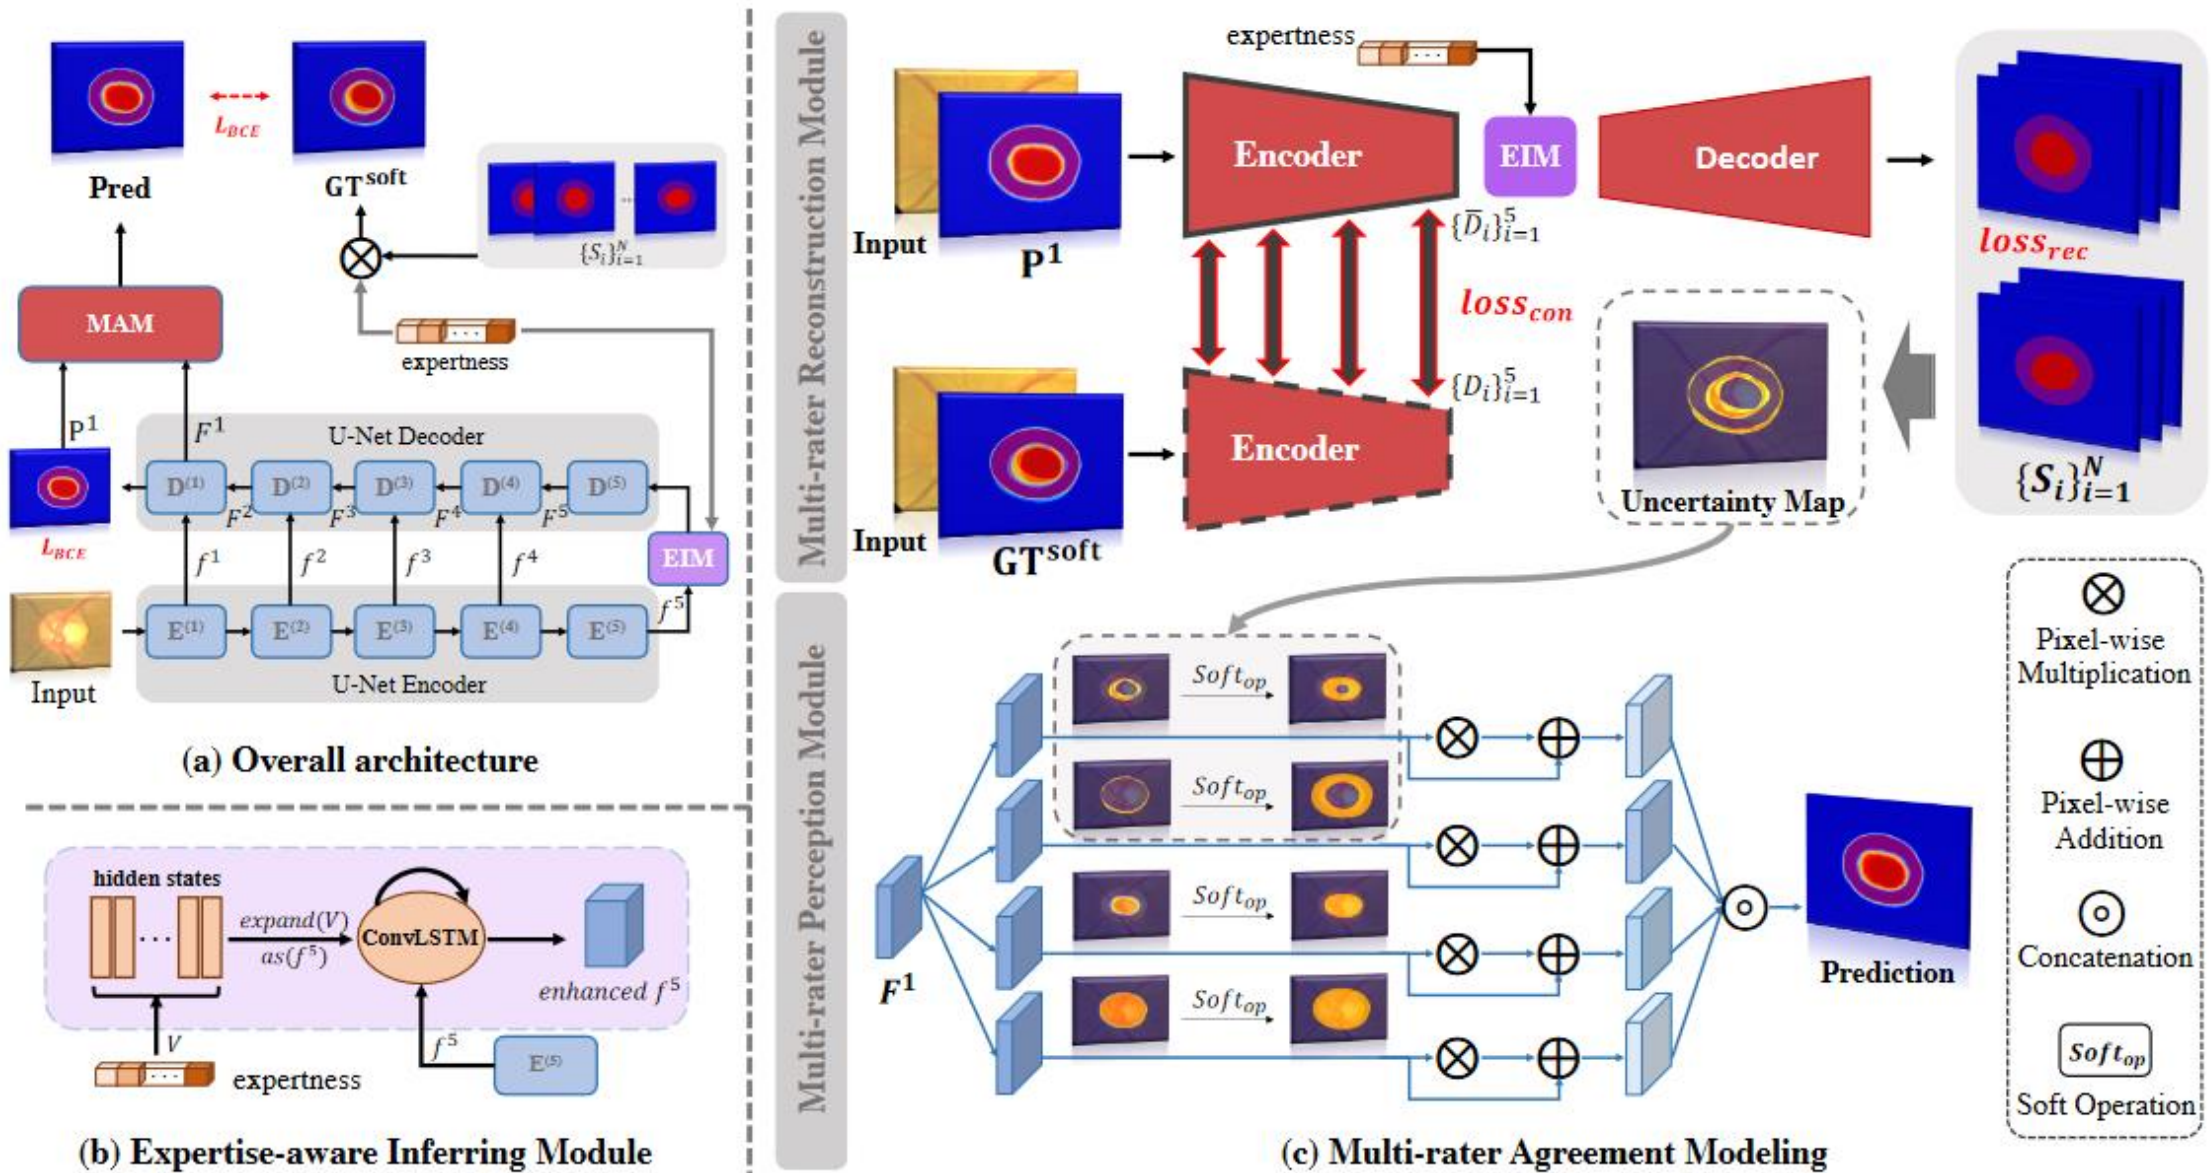 Pred
L_BCE
GT^soft
{S_i}_{i=1}^N
MAM
expertness
P^1
F^1
U-Net Decoder
D^(1)
D^(2)
D^(3)
D^(4)
D^(5)
F^2
F^3
F^4
F^5
L_BCE
f^1
f^2
f^3
f^4
EIM
f^5
E^(1)
E^(2)
E^(3)
E^(4)
E^(5)
Input
U-Net Encoder
(a) Overall architecture
hidden states
expand(V)
as(f^5)
ConvLSTM
enhanced f^5
V
f^5
E^(5)
expertness
(b) Expertise-aware Inferring Module
Multi-rater Reconstruction Module
expertness
Input
P^1
Encoder
EIM
Decoder
{D̅_i}_{i=1}^5
loss_con
loss_rec
{D_i}_{i=1}^5
Input
GT^soft
Encoder
Uncertainty Map
{S_i}_{i=1}^N
Multi-rater Perception Module
F^1
Soft_op
Soft_op
Soft_op
Soft_op
Prediction
Pixel-wise
Multiplication
Pixel-wise
Addition
Concatenation
Soft_op
Soft Operation
(c) Multi-rater Agreement Modeling